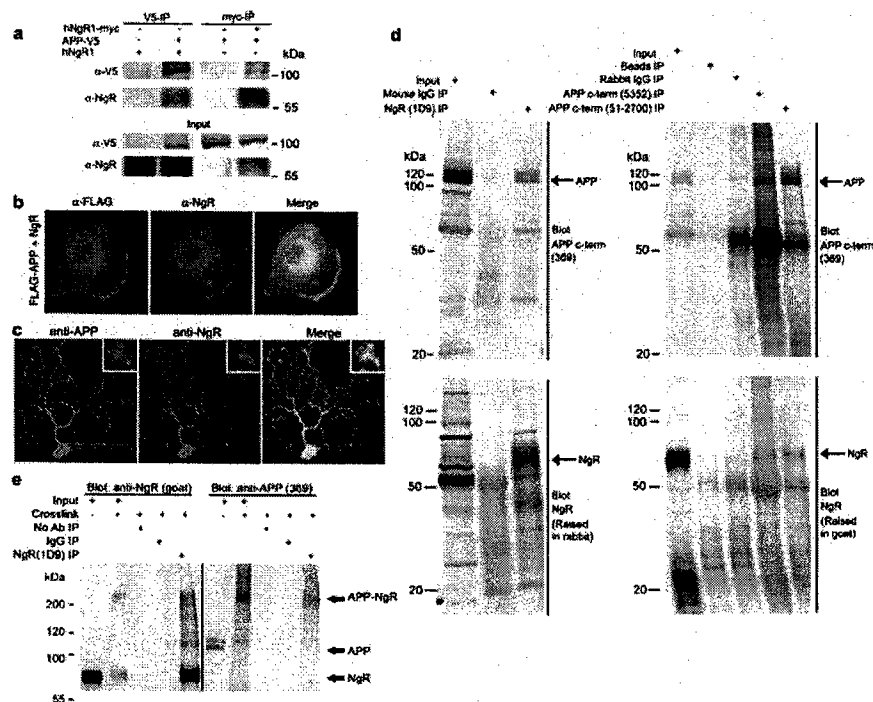 a
V5-IP myc-IP
hNgR1-myc - - - +
APP-V5 - + + +
hNgR1 + + + -
kDa
α-V5 - 100
α-NgR - 55
Input
α-V5 - 100
α-NgR - 55
b
α-FLAG α-NgR Merge
FLAG-APP + NgR
c
anti-APP anti-NgR Merge
d
Input +
Mouse IgG IP +
NgR (1D9) IP +
kDa
120
100
50
20
APP
Blot
APP c-term
(369)
120
100
50
20
NgR
Blot
NgR
(Raised
in rabbit)
Input +
Beads IP +
Rabbit IgG IP +
APP c-term (5352) IP +
APP c-term (51-2700) IP +
kDa
120
100
50
20
APP
Blot
APP c-term
(369)
120
100
50
20
NgR
Blot
NgR
(Raised
in goat)
e
Blot: anti-NgR (goat) Blot: anti-APP (369)
Input
Crosslink
No Ab IP
IgG IP
NgR(1D9) IP
kDa
200
120
100
55
APP-NgR
APP
NgR